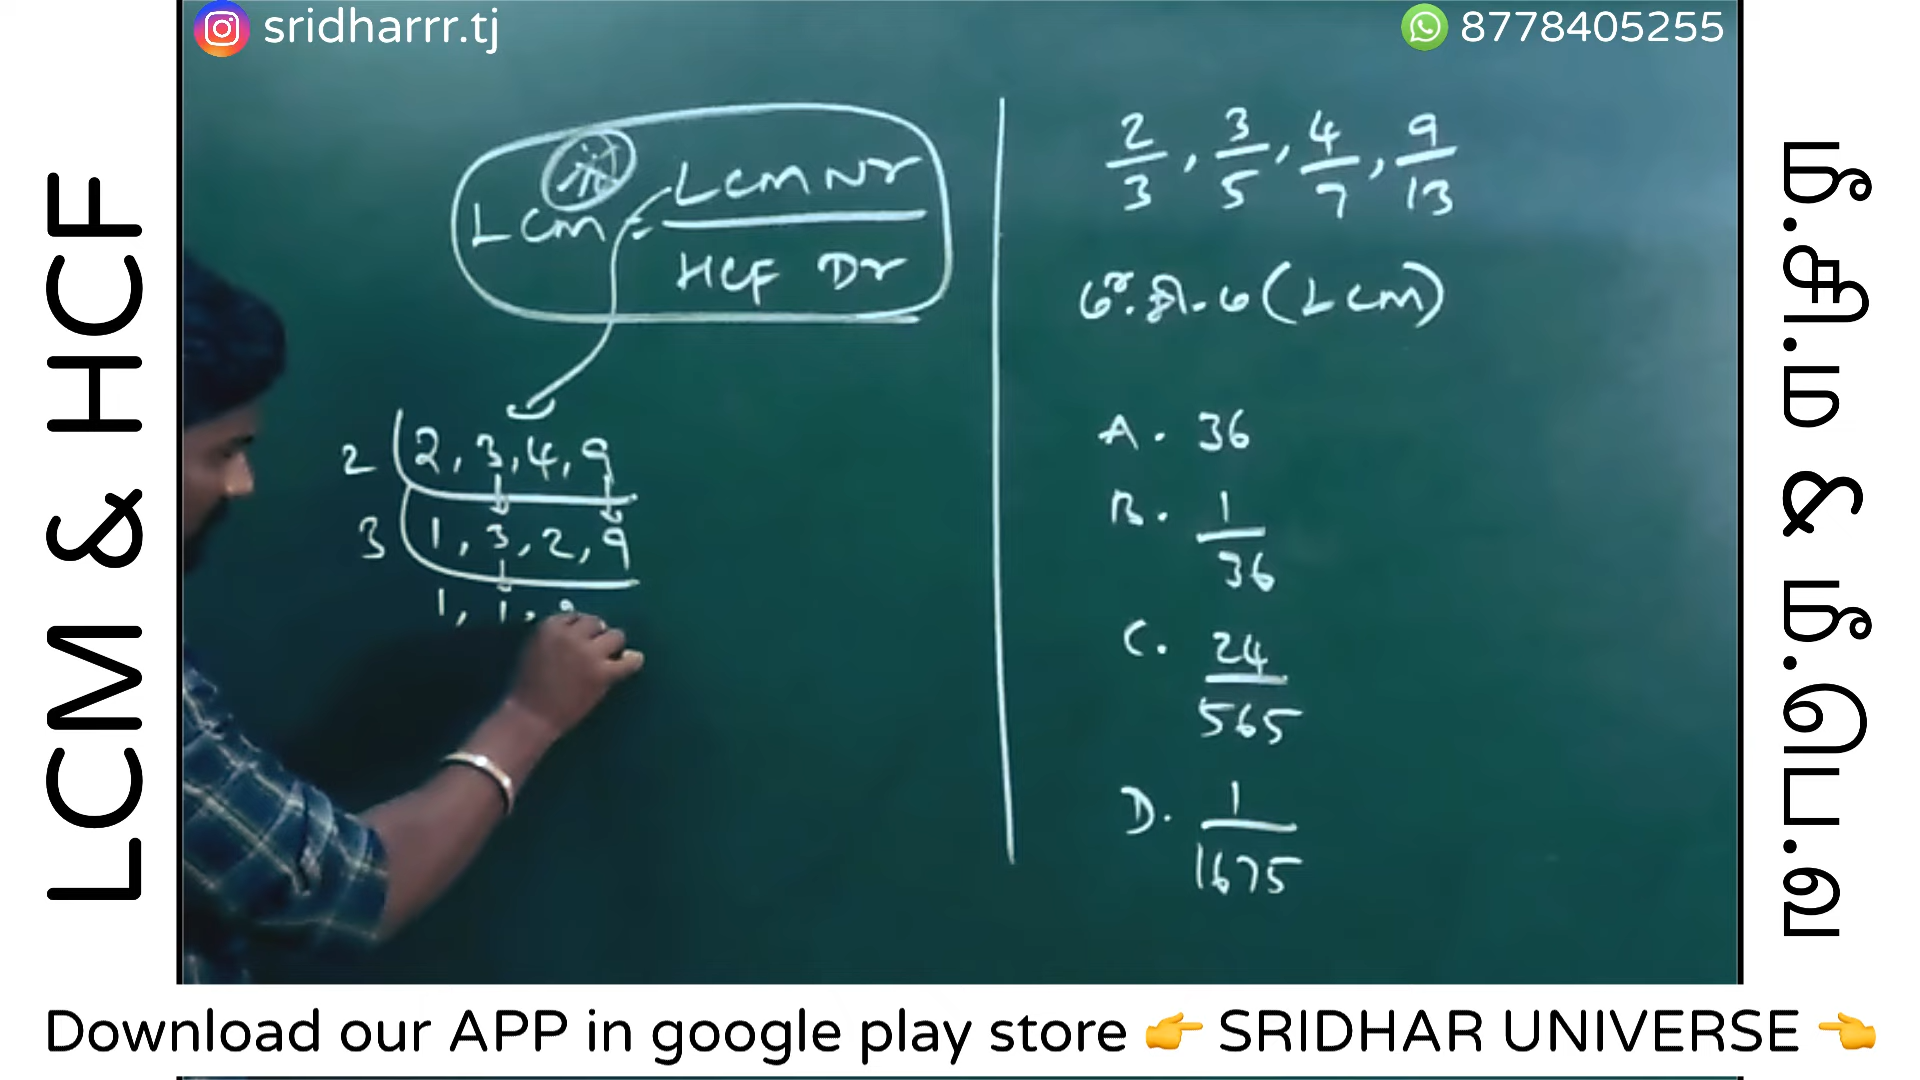 sridharrr.tj
8778405255
LCM & HCF
மீ.சி.ம & மீ.பெ.வ
LCM = LCM Nr
HCF Dr
2 2, 3, 4, 9
3 1, 3, 2, 9
1, 1,
2/3, 3/5, 4/7, 9/13
(LCM)
A. 36
B. 1/36
C. 24/565
D. 1/1675
Download our APP in google play store 👉 SRIDHAR UNIVERSE 👈